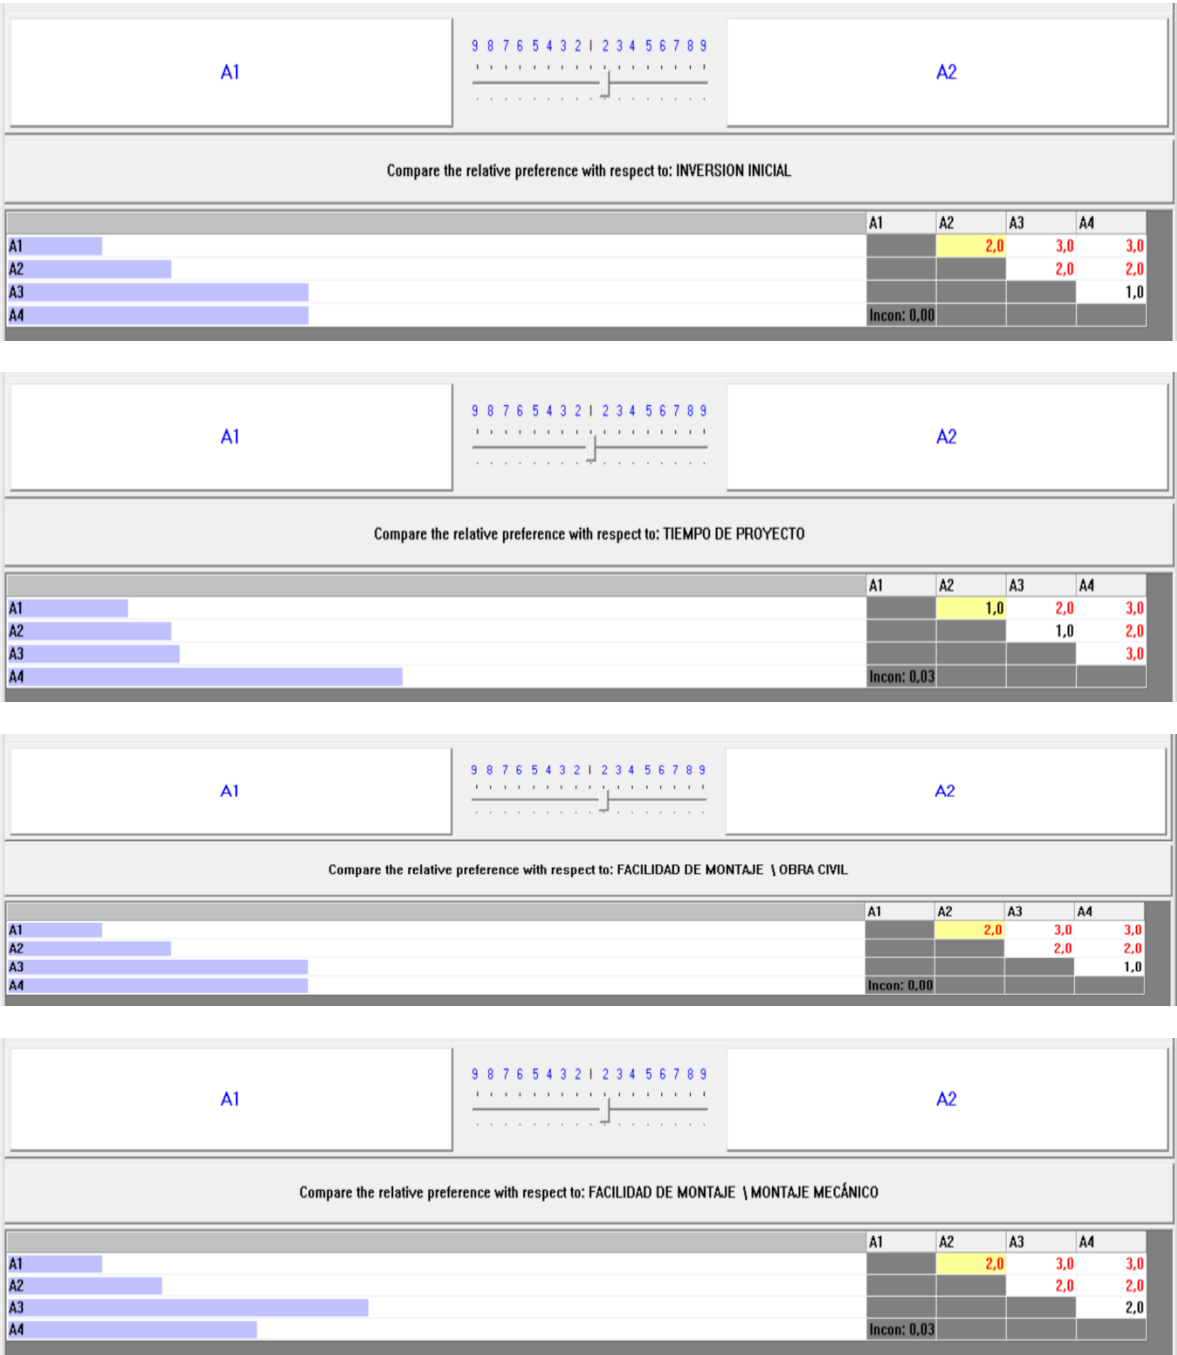 9 8 7 6 5 4 3 2 1 2 3 4 5 6 7 8 9
A1 A2
Compare the relative preference with respect to: INVERSION INICIAL
A1 A2 A3 A4
A1 2,0 3,0 3,0
A2 2,0 2,0
A3 1,0
A4 Incon: 0,00
9 8 7 6 5 4 3 2 1 2 3 4 5 6 7 8 9
A1 A2
Compare the relative preference with respect to: TIEMPO DE PROYECTO
A1 A2 A3 A4
A1 1,0 2,0 3,0
A2 1,0 2,0
A3 3,0
A4 Incon: 0,03
9 8 7 6 5 4 3 2 1 2 3 4 5 6 7 8 9
A1 A2
Compare the relative preference with respect to: FACILIDAD DE MONTAJE \ OBRA CIVIL
A1 A2 A3 A4
A1 2,0 3,0 3,0
A2 2,0 2,0
A3 1,0
A4 Incon: 0,00
9 8 7 6 5 4 3 2 1 2 3 4 5 6 7 8 9
A1 A2
Compare the relative preference with respect to: FACILIDAD DE MONTAJE \ MONTAJE MECÁNICO
A1 A2 A3 A4
A1 2,0 3,0 3,0
A2 2,0 2,0
A3 2,0
A4 Incon: 0,03